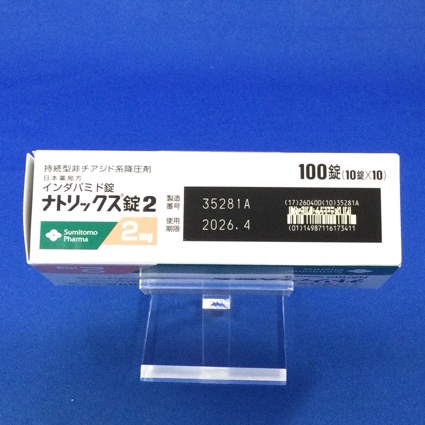 持続型非チアジド系降圧剤
日本薬局方
インダパミド錠
ナトリックス®錠2
Sumitomo
Pharma
2mg
100錠(10錠×10)
製造
番号
35281A
使用
期限
2026.4
(17)260400(10)35281A
(01)14987116173411